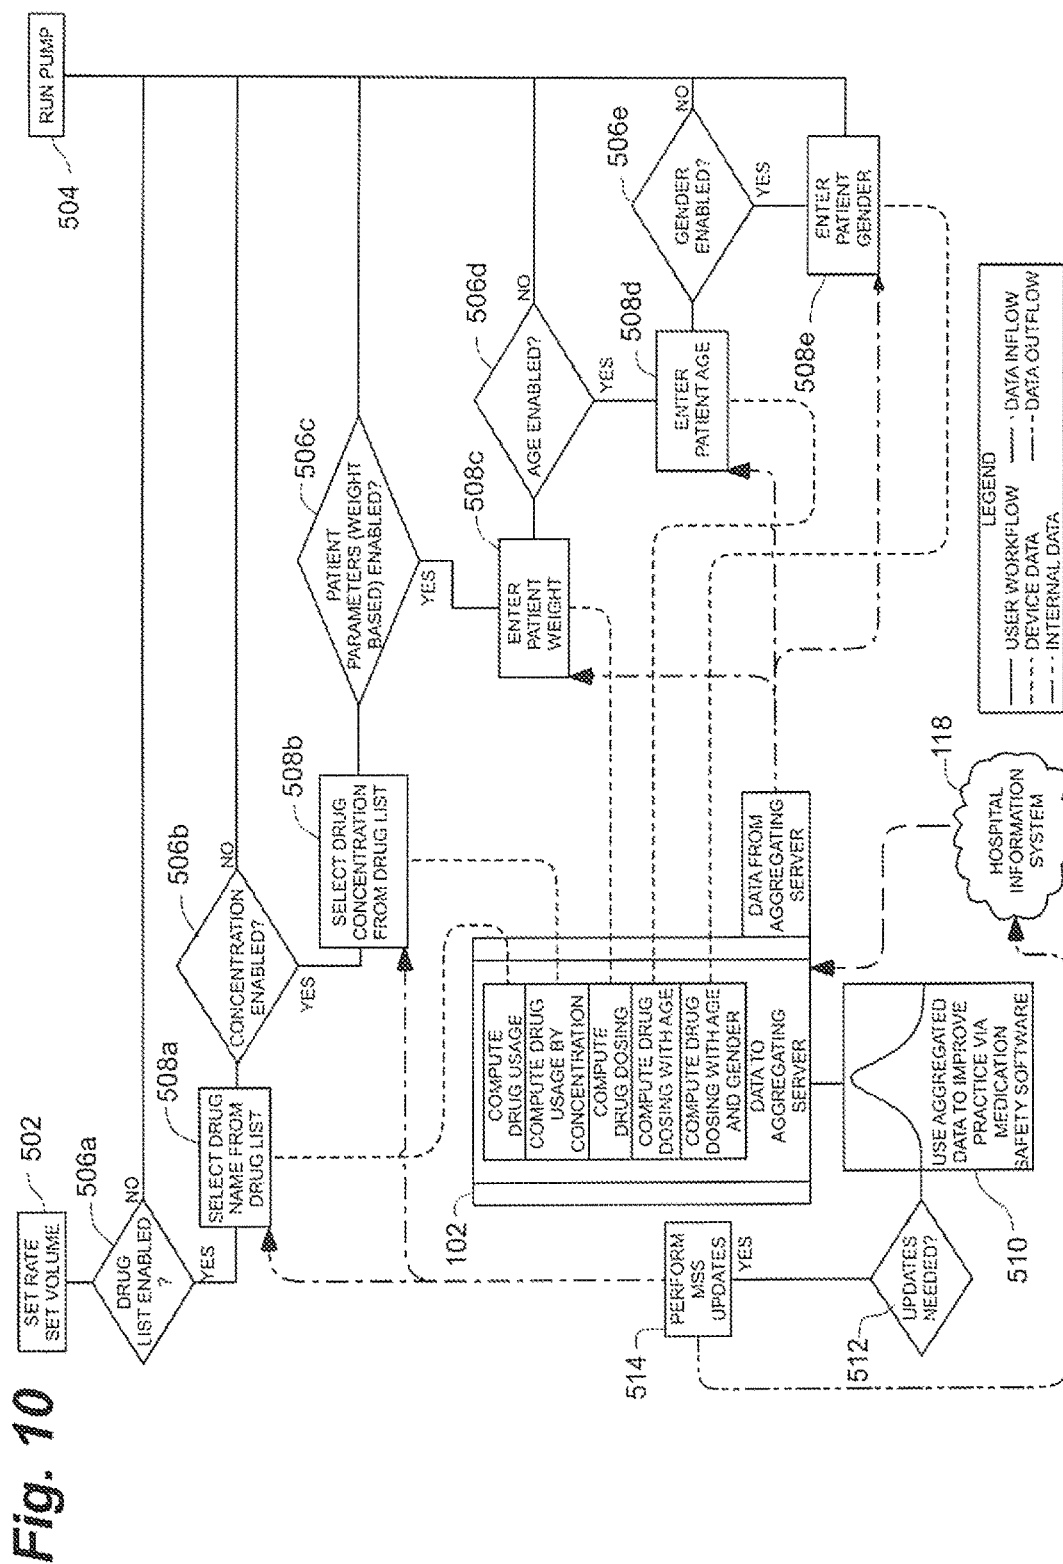 Fig. 10
SET RATE
SET VOLUME
502
506a
DRUG
LIST ENABLED
?
NO
YES
508a
SELECT DRUG
NAME FROM
DRUG LIST
506b
CONCENTRATION
ENABLED?
NO
YES
508b
SELECT DRUG
CONCENTRATION
FROM DRUG LIST
506c
PATIENT
PARAMETERS (WEIGHT
BASED) ENABLED?
YES
508c
ENTER
PATIENT
WEIGHT
506d
AGE ENABLED?
NO
YES
508d
ENTER
PATIENT AGE
506e
GENDER
ENABLED?
NO
YES
508e
ENTER
PATIENT
GENDER
RUN PUMP
504
102
COMPUTE
DRUG USAGE
COMPUTE DRUG
USAGE BY
CONCENTRATION
COMPUTE
DRUG DOSING
COMPUTE DRUG
DOSING WITH AGE
COMPUTE DRUG
DOSING WITH AGE
AND GENDER
DATA TO
AGGREGATING
SERVER
DATA FROM
AGGREGATING
SERVER
514
PERFORM
MSS
UPDATES
YES
512
UPDATES
NEEDED?
USE AGGREGATED
DATA TO IMPROVE
PRACTICE VIA
MEDICATION
SAFETY SOFTWARE
510
118
HOSPITAL
INFORMATION
SYSTEM
LEGEND
USER WORKFLOW
DATA INFLOW
DEVICE DATA
DATA OUTFLOW
INTERNAL DATA